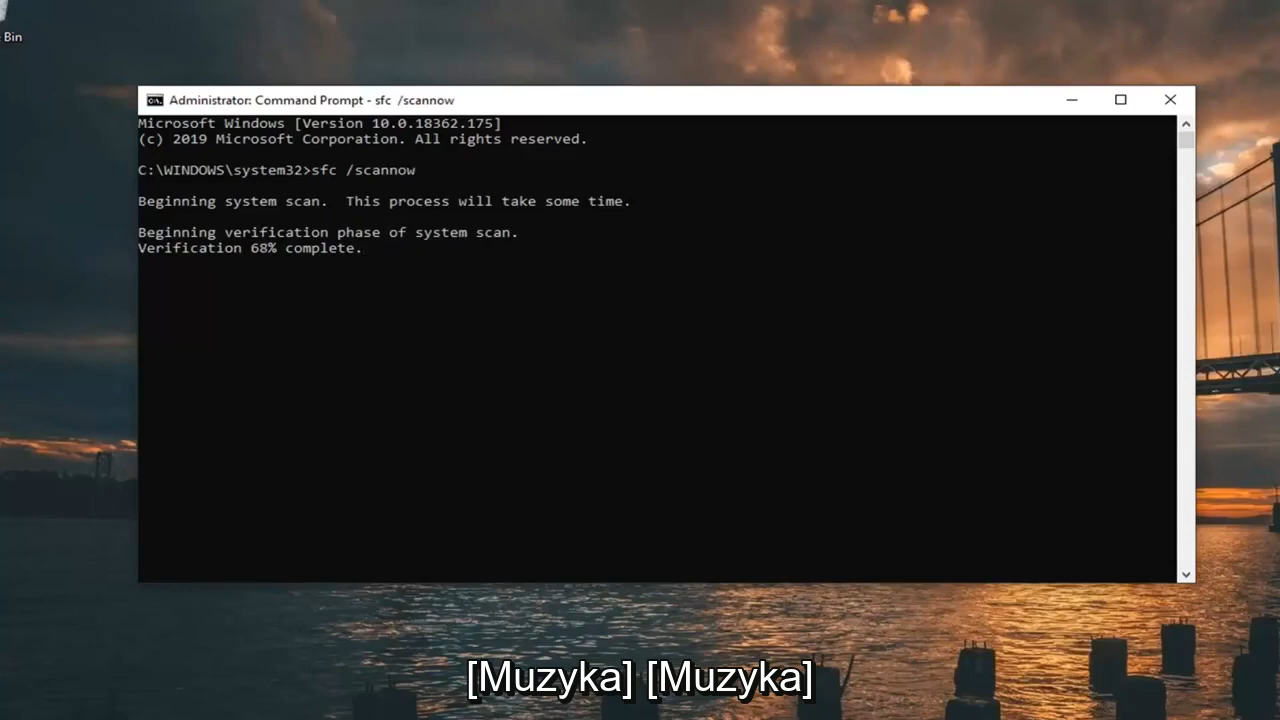 Bin
Administrator: Command Prompt - sfc  /scannow
Microsoft Windows [Version 10.0.18362.175]
(c) 2019 Microsoft Corporation. All rights reserved.
C:\WINDOWS\system32>sfc /scannow
Beginning system scan.  This process will take some time.
Beginning verification phase of system scan.
Verification 68% complete.
[Muzyka] [Muzyka]